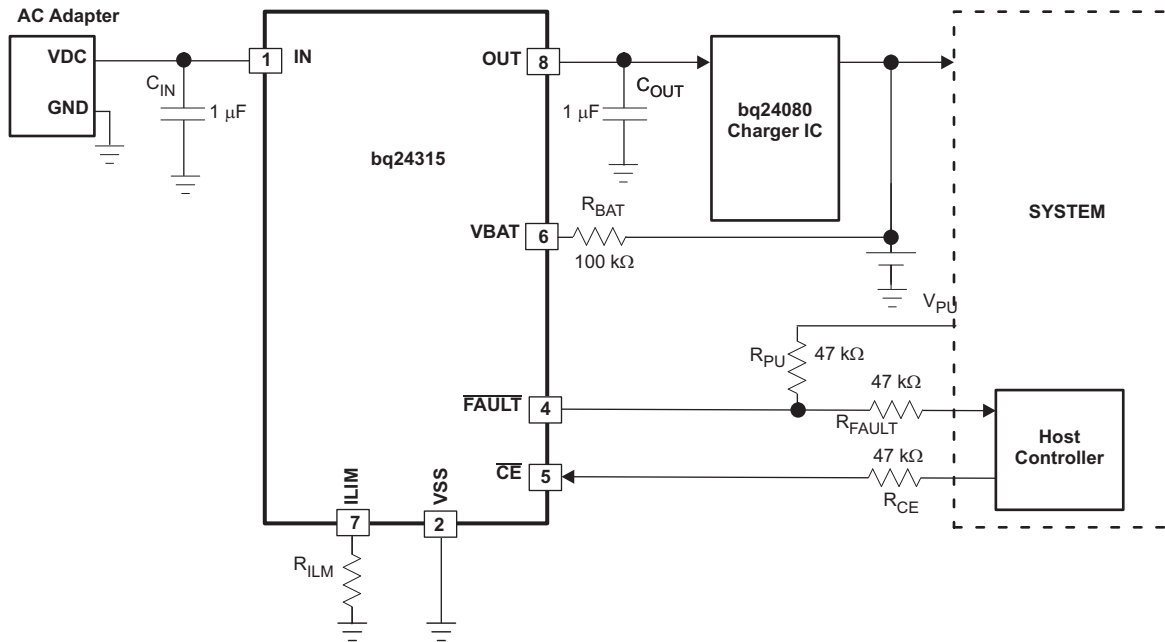 AC Adapter
VDC
GND
C_IN
1 μF
1
IN
OUT
8
C_OUT
1 μF
bq24080
Charger IC
bq24315
SYSTEM
VBAT
6
R_BAT
100 kΩ
V_PU
R_PU
47 kΩ
FAULT
4
47 kΩ
R_FAULT
Host
Controller
CE
5
47 kΩ
R_CE
ILIM
VSS
7
2
R_ILM